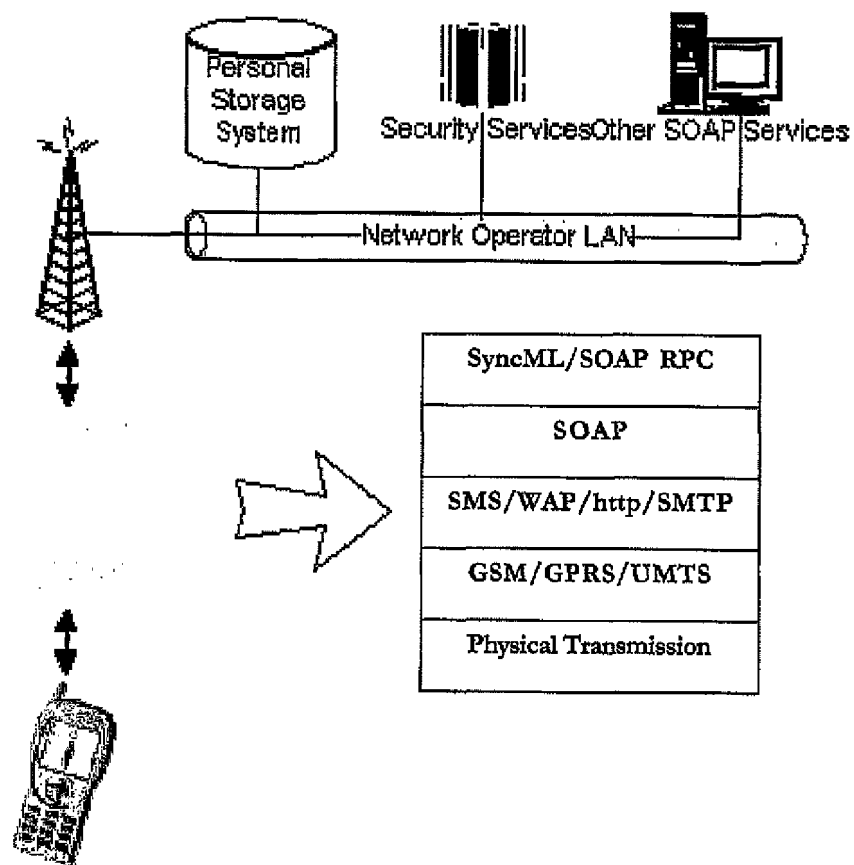 Personal
Storage
System
Security Services
Other SOAP Services
Network Operator LAN
SyncML/SOAP RPC
SOAP
SMS/WAP/http/SMTP
GSM/GPRS/UMTS
Physical Transmission